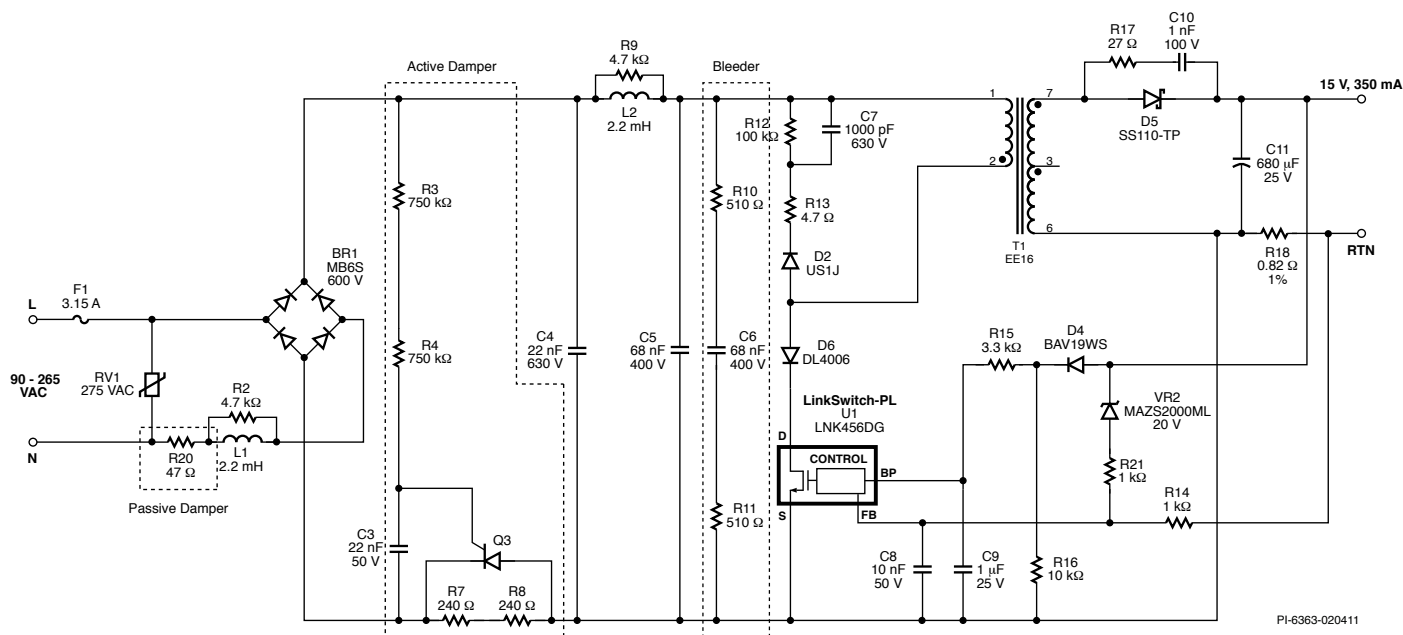 R9
4.7 kΩ
L2
2.2 mH
Active Damper
Bleeder
R17
27 Ω
C10
1 nF
100 V
D5
SS110-TP
15 V, 350 mA
R12
100 kΩ
C7
1000 pF
630 V
1
2
7
3
6
T1
EE16
C11
680 µF
25 V
R18
0.82 Ω
1%
RTN
R3
750 kΩ
R10
510 Ω
R13
4.7 Ω
D2
US1J
BR1
MB6S
600 V
F1
3.15 A
L
90 - 265
VAC
RV1
275 VAC
N
R2
4.7 kΩ
L1
2.2 mH
R20
47 Ω
Passive Damper
R4
750 kΩ
C4
22 nF
630 V
C5
68 nF
400 V
C6
68 nF
400 V
D6
DL4006
R15
3.3 kΩ
D4
BAV19WS
VR2
MAZS2000ML
20 V
LinkSwitch-PL
U1
LNK456DG
D
CONTROL
BP
S
FB
R21
1 kΩ
R14
1 kΩ
C3
22 nF
50 V
Q3
R7
240 Ω
R8
240 Ω
R11
510 Ω
C8
10 nF
50 V
C9
1 µF
25 V
R16
10 kΩ
PI-6363-020411